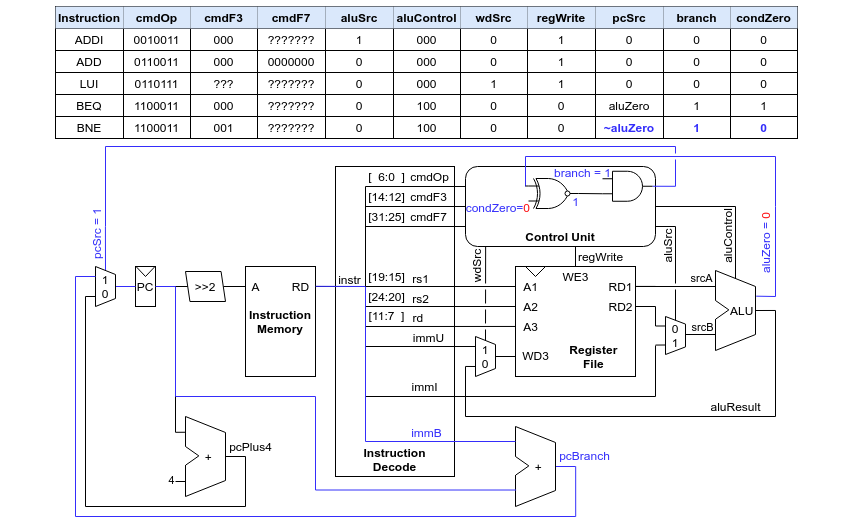 Instruction cmdOp cmdF3 cmdF7 aluSrc aluControl wdSrc regWrite pcSrc branch condZero
ADDI 0010011 000 ??????? 1 000 0 1 0 0 0
ADD 0110011 000 0000000 0 000 0 1 0 0 0
LUI 0110111 ??? ??????? 0 000 1 1 0 0 0
BEQ 1100011 000 ??????? 0 100 0 0 aluZero 1 1
BNE 1100011 001 ??????? 0 100 0 0 ~aluZero 1 0
[ 6:0 ] cmdOp
[14:12] cmdF3
[31:25] cmdF7
branch = 1
condZero=0
1
Control Unit
pcSrc = 1
aluZero = 0
aluControl
aluSrc
wdSrc
regWrite
1
0
PC
>>2
A RD
Instruction
Memory
instr
[19:15] rs1
[24:20] rs2
[11:7 ] rd
immU
immI
immB
Instruction
Decode
1
0
WE3
A1 RD1
A2 RD2
A3
WD3
Register
File
srcA
srcB
0
1
ALU
aluResult
4
+
pcPlus4
+
pcBranch